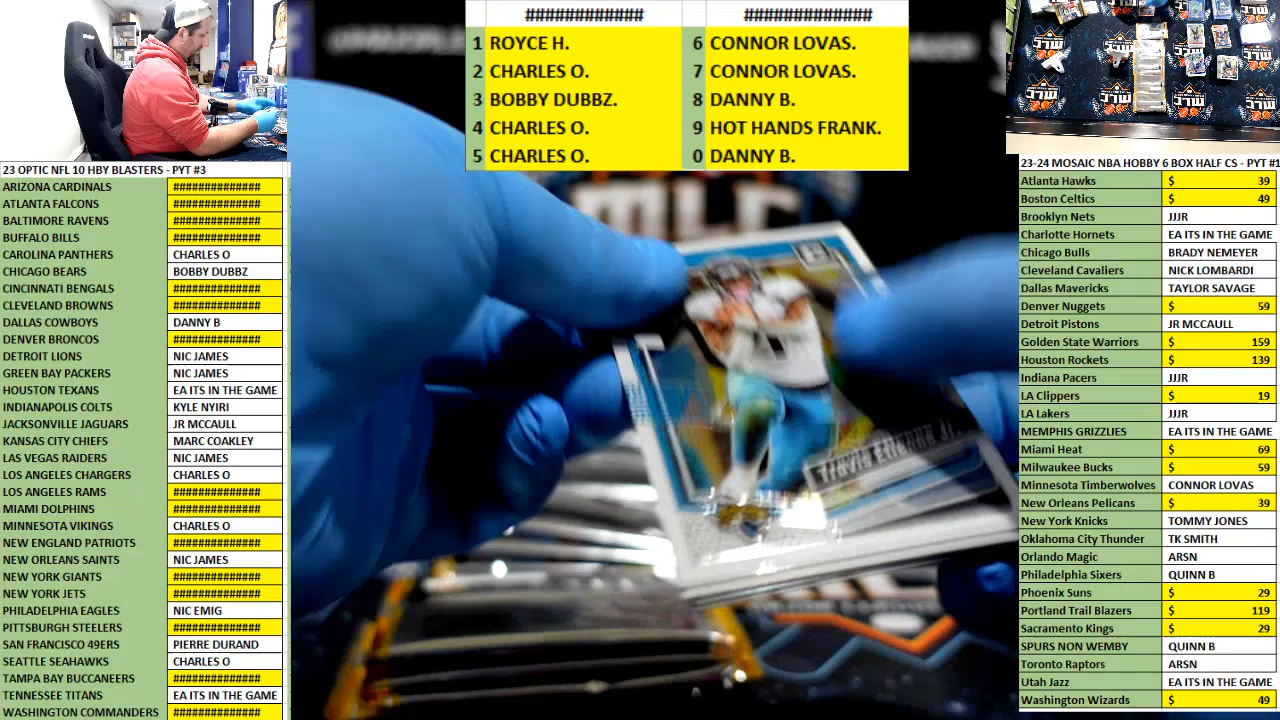 ############# #############
1 ROYCE H. 6 CONNOR LOVAS.
2 CHARLES O. 7 CONNOR LOVAS.
3 BOBBY DUBBZ. 8 DANNY B.
4 CHARLES O. 9 HOT HANDS FRANK.
5 CHARLES O. 0 DANNY B.
23 OPTIC NFL 10 HBY BLASTERS - PYT #3
ARIZONA CARDINALS ##############
ATLANTA FALCONS ##############
BALTIMORE RAVENS ##############
BUFFALO BILLS ##############
CAROLINA PANTHERS CHARLES O
CHICAGO BEARS BOBBY DUBBZ
CINCINNATI BENGALS ##############
CLEVELAND BROWNS ##############
DALLAS COWBOYS DANNY B
DENVER BRONCOS ##############
DETROIT LIONS NIC JAMES
GREEN BAY PACKERS NIC JAMES
HOUSTON TEXANS EA ITS IN THE GAME
INDIANAPOLIS COLTS KYLE NYIRI
JACKSONVILLE JAGUARS JR MCCAULL
KANSAS CITY CHIEFS MARC COAKLEY
LAS VEGAS RAIDERS NIC JAMES
LOS ANGELES CHARGERS CHARLES O
LOS ANGELES RAMS ##############
MIAMI DOLPHINS ##############
MINNESOTA VIKINGS CHARLES O
NEW ENGLAND PATRIOTS ##############
NEW ORLEANS SAINTS NIC JAMES
NEW YORK GIANTS ##############
NEW YORK JETS ##############
PHILADELPHIA EAGLES NIC EMIG
PITTSBURGH STEELERS ##############
SAN FRANCISCO 49ERS PIERRE DURAND
SEATTLE SEAHAWKS CHARLES O
TAMPA BAY BUCCANEERS ##############
TENNESSEE TITANS EA ITS IN THE GAME
WASHINGTON COMMANDERS ##############
23-24 MOSAIC NBA HOBBY 6 BOX HALF CS - PYT #1
Atlanta Hawks $ 39
Boston Celtics $ 49
Brooklyn Nets JJJR
Charlotte Hornets EA ITS IN THE GAME
Chicago Bulls BRADY NEMEYER
Cleveland Cavaliers NICK LOMBARDI
Dallas Mavericks TAYLOR SAVAGE
Denver Nuggets $ 59
Detroit Pistons JR MCCAULL
Golden State Warriors $ 159
Houston Rockets $ 139
Indiana Pacers JJJR
LA Clippers $ 19
LA Lakers JJJR
MEMPHIS GRIZZLIES EA ITS IN THE GAME
Miami Heat $ 69
Milwaukee Bucks $ 59
Minnesota Timberwolves CONNOR LOVAS
New Orleans Pelicans $ 39
New York Knicks TOMMY JONES
Oklahoma City Thunder TK SMITH
Orlando Magic ARSN
Philadelphia Sixers QUINN B
Phoenix Suns $ 29
Portland Trail Blazers $ 119
Sacramento Kings $ 29
SPURS NON WEMBY QUINN B
Toronto Raptors ARSN
Utah Jazz EA ITS IN THE GAME
Washington Wizards $ 49